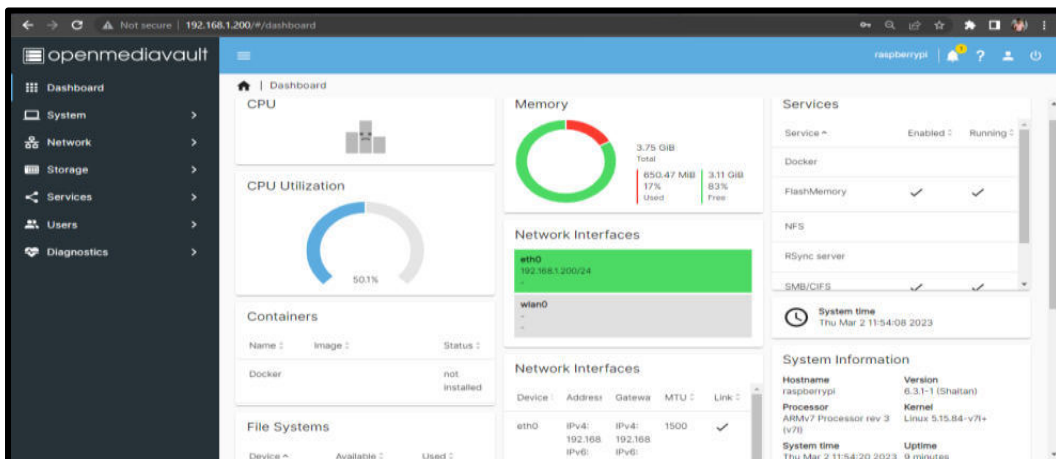 Not secure | 192.168.1.200/#/dashboard
openmediavault
raspberrypi
1
?
Dashboard
System
Network
Storage
Services
Users
Diagnostics
| Dashboard
CPU
CPU Utilization
50.1%
Containers
Name Image Status
Docker not installed
File Systems
Device Available Used
Memory
3.75 GiB
Total
650.47 MiB 3.11 GiB
17% 83%
Used Free
Network Interfaces
eth0
192.168.1.200/24
-
wlan0
-
-
Network Interfaces
Device Address Gatewa MTU Link
eth0 IPv4: IPv4: 1500
192.168 192.168
IPv6: IPv6:
Services
Service Enabled Running
Docker
FlashMemory
NFS
RSync server
SMB/CIFS
System time
Thu Mar 2 11:54:08 2023
System Information
Hostname Version
raspberrypi 6.3.1-1 (Shaitan)
Processor Kernel
ARMv7 Processor rev 3 Linux 5.15.84-v7l+
(v7l)
System time Uptime
Thu Mar 2 11:54:20 2023 9 minutes